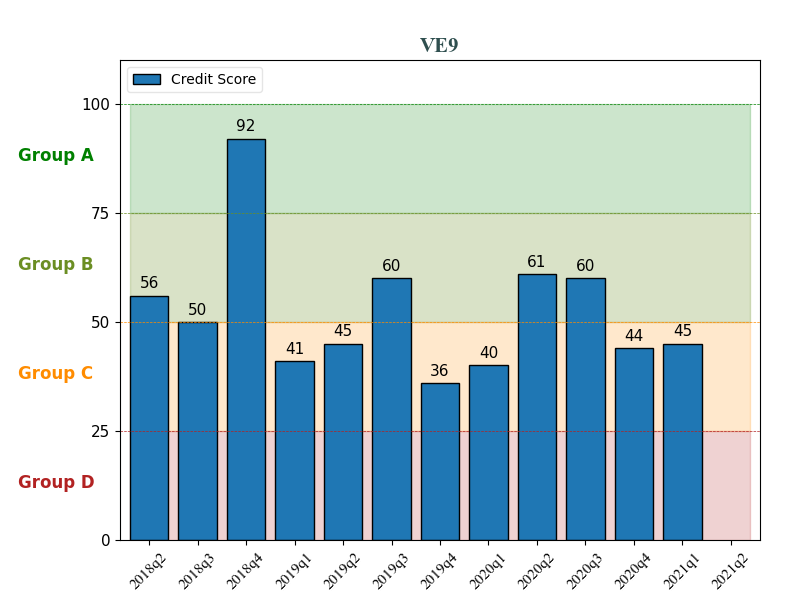 VE9
Credit Score
100
75
50
25
0
Group A
Group B
Group C
Group D
56
50
92
41
45
60
36
40
61
60
44
45
2018q2
2018q3
2018q4
2019q1
2019q2
2019q3
2019q4
2020q1
2020q2
2020q3
2020q4
2021q1
2021q2